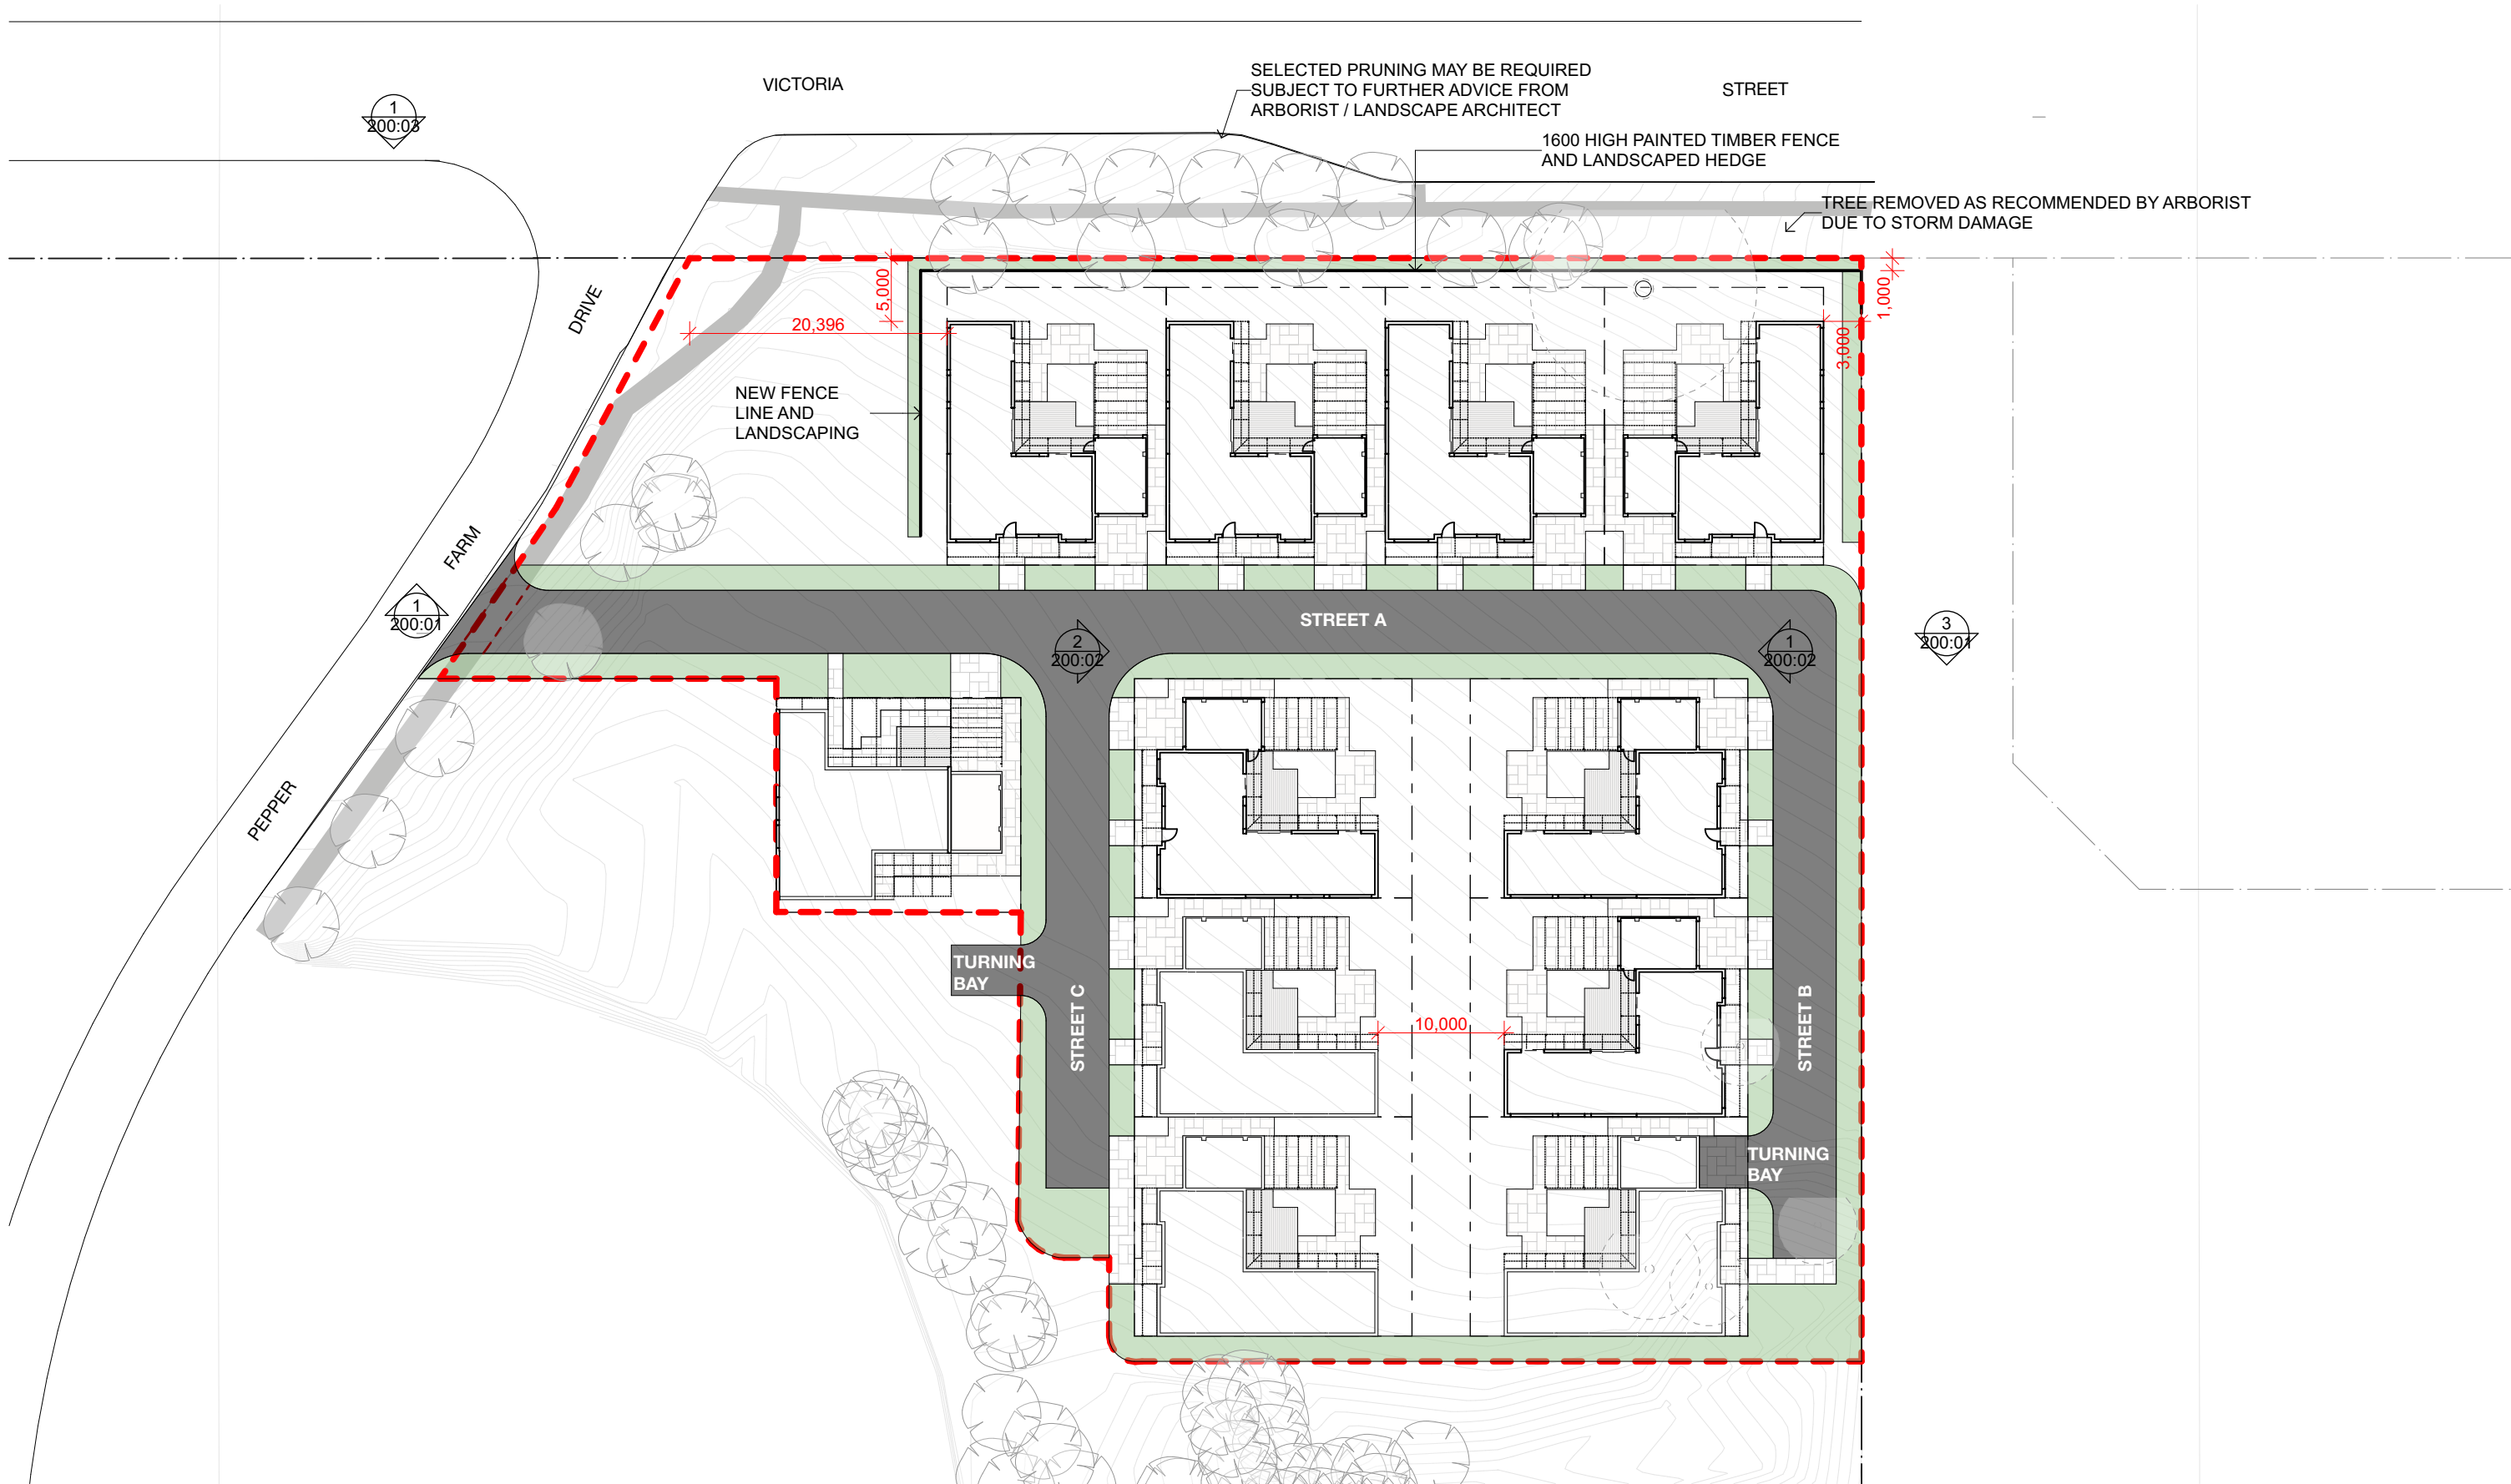 VICTORIA
SELECTED PRUNING MAY BE REQUIRED
SUBJECT TO FURTHER ADVICE FROM
ARBORIST / LANDSCAPE ARCHITECT
STREET
1
200:03
1600 HIGH PAINTED TIMBER FENCE
AND LANDSCAPED HEDGE
TREE REMOVED AS RECOMMENDED BY ARBORIST
DUE TO STORM DAMAGE
DRIVE
5,000
1,000
20,396
3,000
NEW FENCE
LINE AND
LANDSCAPING
FARM
1
200:01
STREET A
2
200:02
1
200:02
3
200:01
PEPPER
TURNING
BAY
STREET C
10,000
STREET B
TURNING
BAY